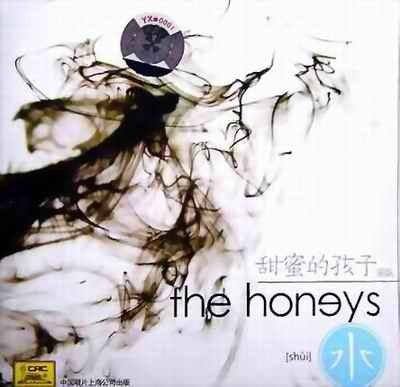 YX●0001
甜蜜的孩子
the honəys
[shuǐ]
水
CRC
中国唱片上海公司出版